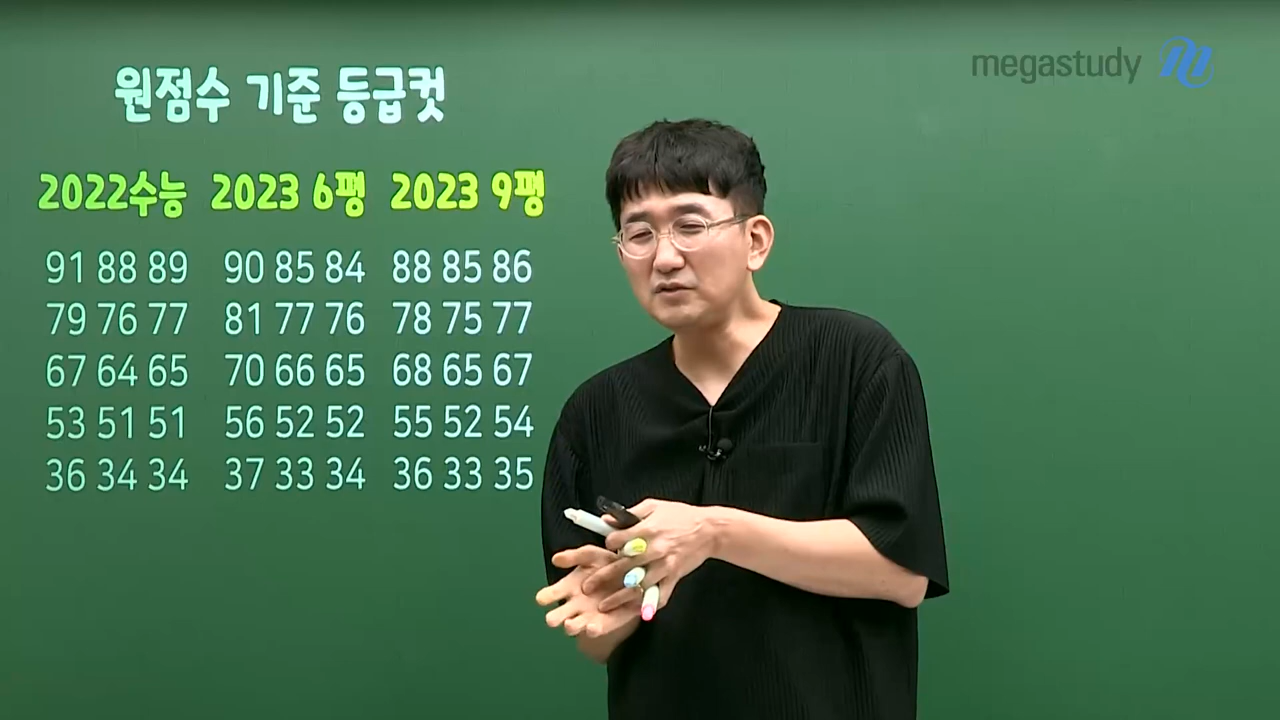 원점수 기준 등급컷
megastudy
2022수능 2023 6평 2023 9평
91 88 89 90 85 84 88 85 86
79 76 77 81 77 76 78 75 77
67 64 65 70 66 65 68 65 67
53 51 51 56 52 52 55 52 54
36 34 34 37 33 34 36 33 35